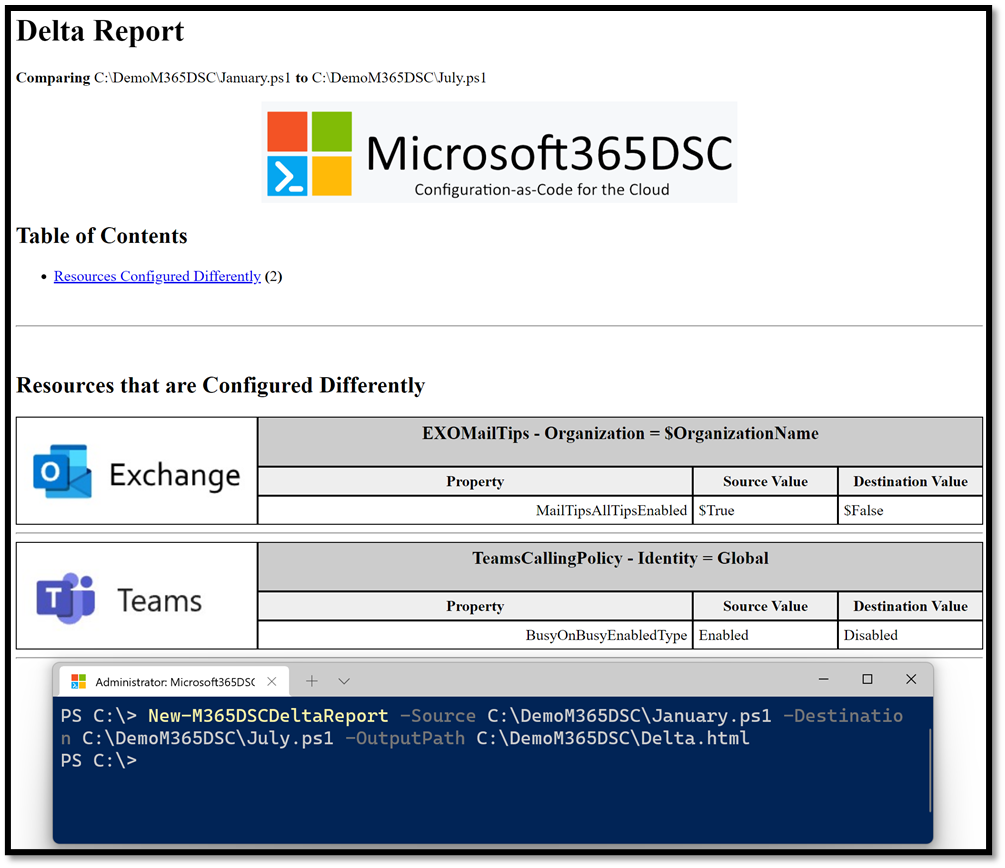 Delta Report
Comparing C:\DemoM365DSC\January.ps1 to C:\DemoM365DSC\July.ps1
Microsoft365DSC
Configuration-as-Code for the Cloud
Table of Contents
• Resources Configured Differently (2)
Resources that are Configured Differently
Exchange
EXOMailTips - Organization = $OrganizationName
Property Source Value Destination Value
MailTipsAllTipsEnabled $True $False
Teams
TeamsCallingPolicy - Identity = Global
Property Source Value Destination Value
BusyOnBusyEnabledType Enabled Disabled
Administrator: Microsoft365DSC
PS C:\> New-M365DSCDeltaReport -Source C:\DemoM365DSC\January.ps1 -Destinatio
n C:\DemoM365DSC\July.ps1 -OutputPath C:\DemoM365DSC\Delta.html
PS C:\>